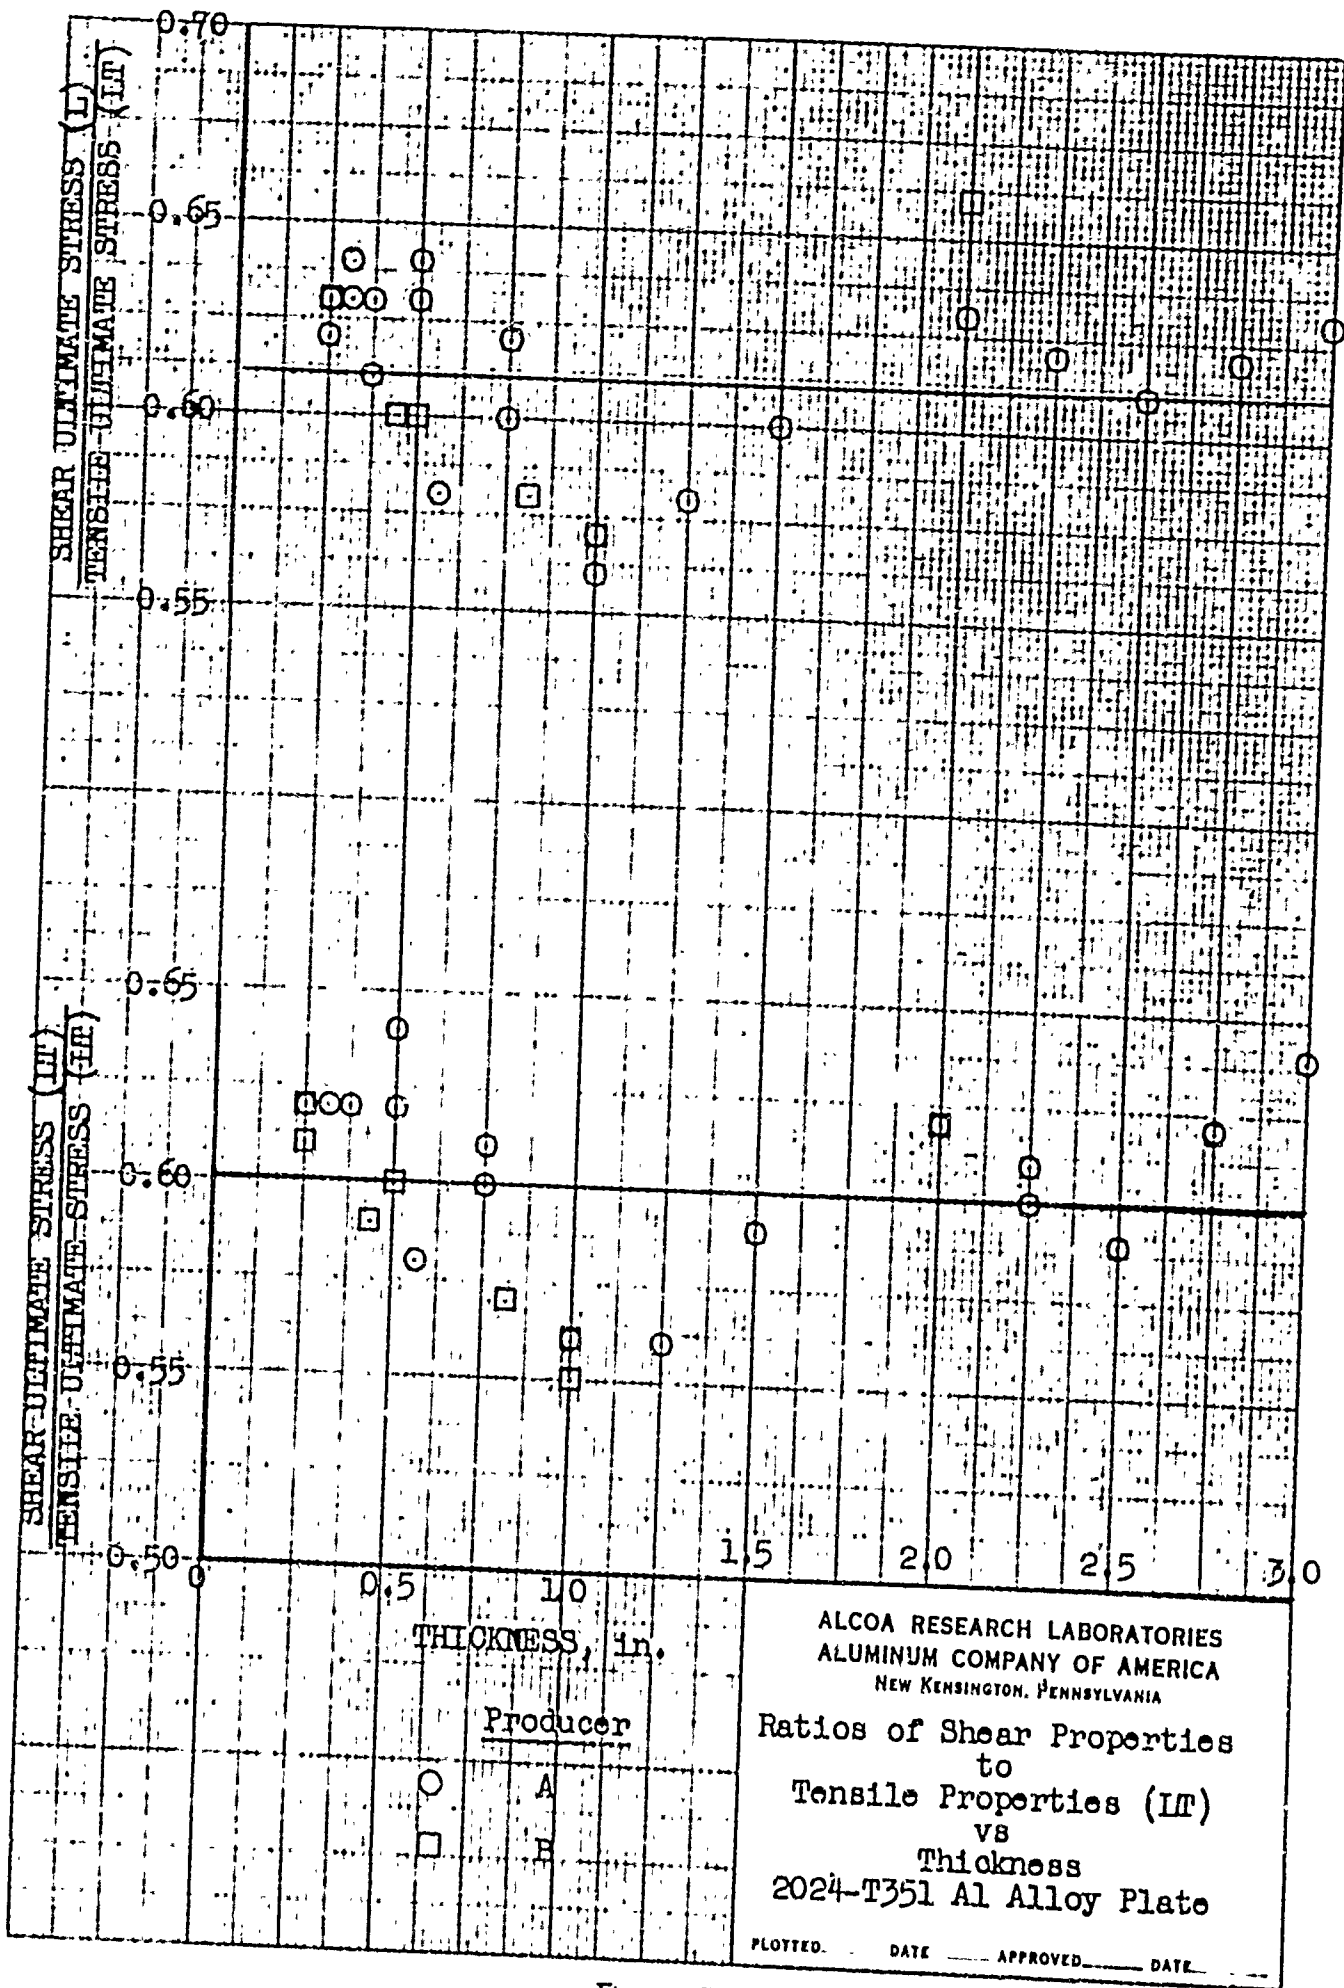 0.70
SHEAR ULTIMATE STRESS (L)
TENSILE ULTIMATE STRESS (LT)
0.65
0.60
0.55
0.65
SHEAR ULTIMATE STRESS (LT)
TENSILE ULTIMATE STRESS (LT)
0.60
0.55
0.50
0 0.5 1.0 1.5 2.0 2.5 3.0
THICKNESS, in.
Producer
A
B
ALCOA RESEARCH LABORATORIES
ALUMINUM COMPANY OF AMERICA
NEW KENSINGTON, PENNSYLVANIA
Ratios of Shear Properties
to
Tensile Properties (LT)
vs
Thickness
2024-T351 Al Alloy Plate
PLOTTED DATE APPROVED DATE